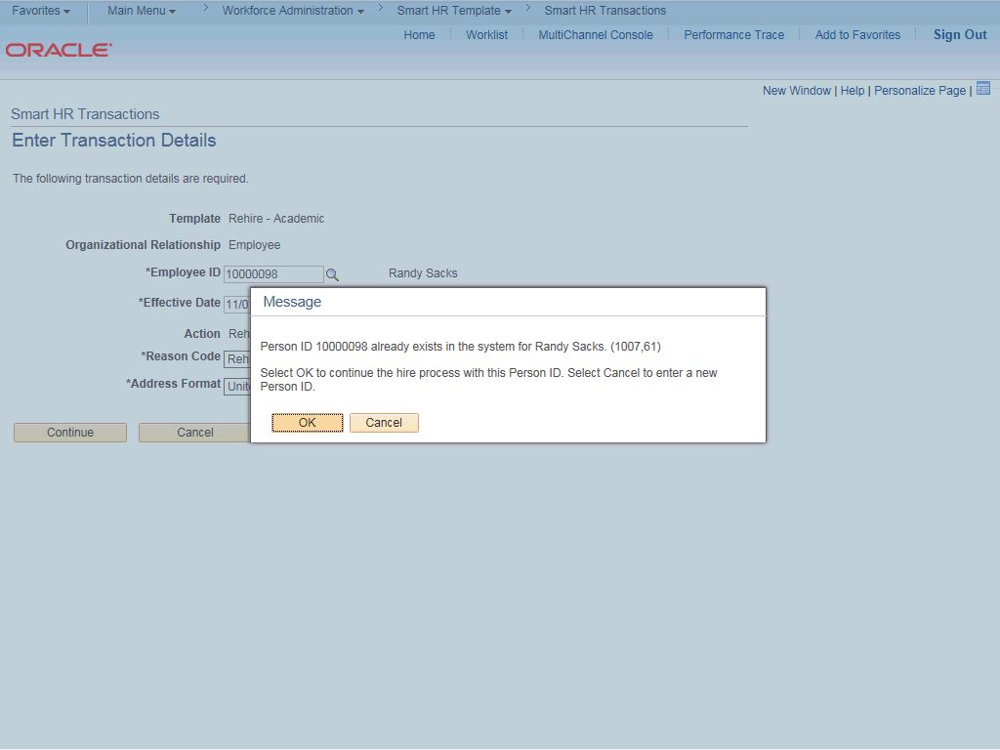 Favorites Main Menu > Workforce Administration > Smart HR Template > Smart HR Transactions
Home Worklist MultiChannel Console Performance Trace Add to Favorites Sign Out
ORACLE
New Window | Help | Personalize Page |
Smart HR Transactions
Enter Transaction Details
The following transaction details are required.
Template Rehire - Academic
Organizational Relationship Employee
*Employee ID 10000098 Randy Sacks
*Effective Date 11/0
Message
Action Reh
Person ID 10000098 already exists in the system for Randy Sacks. (1007,61)
*Reason Code Reh
Select OK to continue the hire process with this Person ID. Select Cancel to enter a new
Person ID.
*Address Format Unit
OK Cancel
Continue Cancel